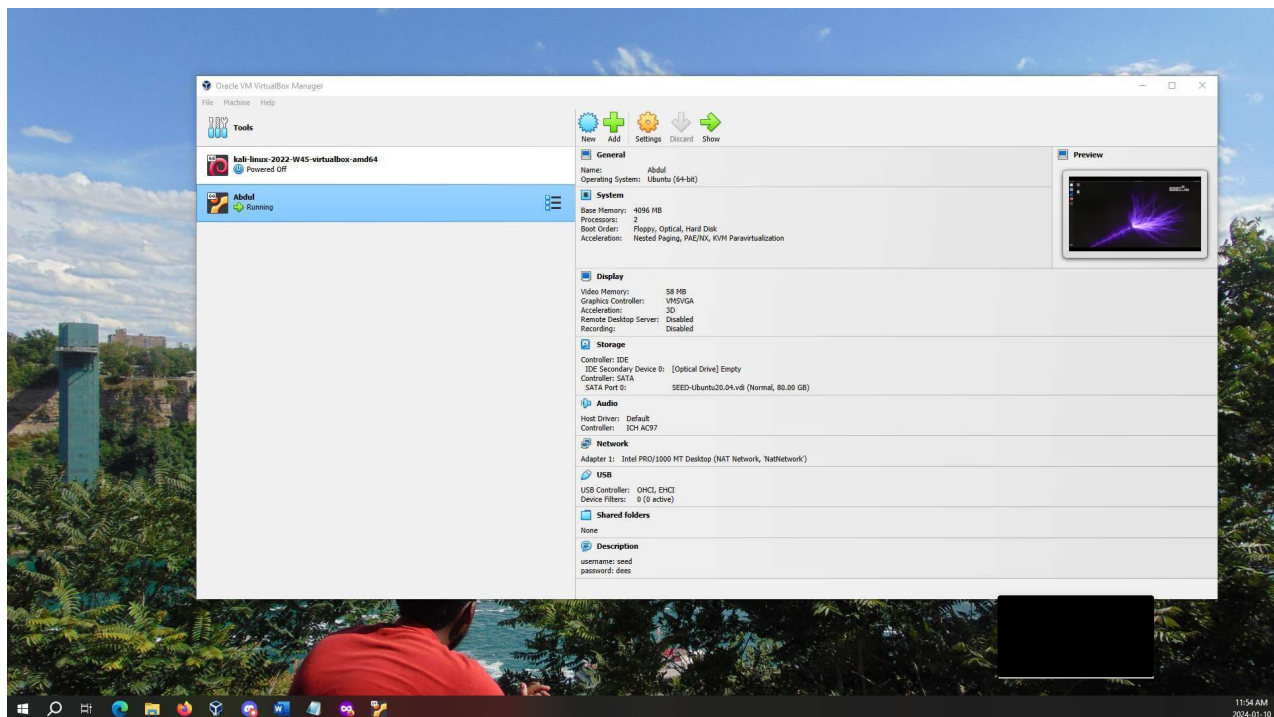 Oracle VM VirtualBox Manager
File Machine Help
Tools
kali-linux-2022-W45-virtualbox-amd64
Powered Off
Abdul
Running
New Add Settings Discard Show
General
Name: Abdul
Operating System: Ubuntu (64-bit)
Preview
System
Base Memory: 4096 MB
Processors: 2
Boot Order: Floppy, Optical, Hard Disk
Acceleration: Nested Paging, PAE/NX, KVM Paravirtualization
Display
Video Memory: 58 MB
Graphics Controller: VMSVGA
Acceleration: 3D
Remote Desktop Server: Disabled
Recording: Disabled
Storage
Controller: IDE
IDE Secondary Device 0: [Optical Drive] Empty
Controller: SATA
SATA Port 0: SEED-Ubuntu20.04.vdi (Normal, 80.00 GB)
Audio
Host Driver: Default
Controller: ICH AC97
Network
Adapter 1: Intel PRO/1000 MT Desktop (NAT Network, 'NatNetwork')
USB
USB Controller: OHCI, EHCI
Device Filters: 0 (0 active)
Shared folders
None
Description
username: seed
password: dees
11:54 AM
2024-01-10